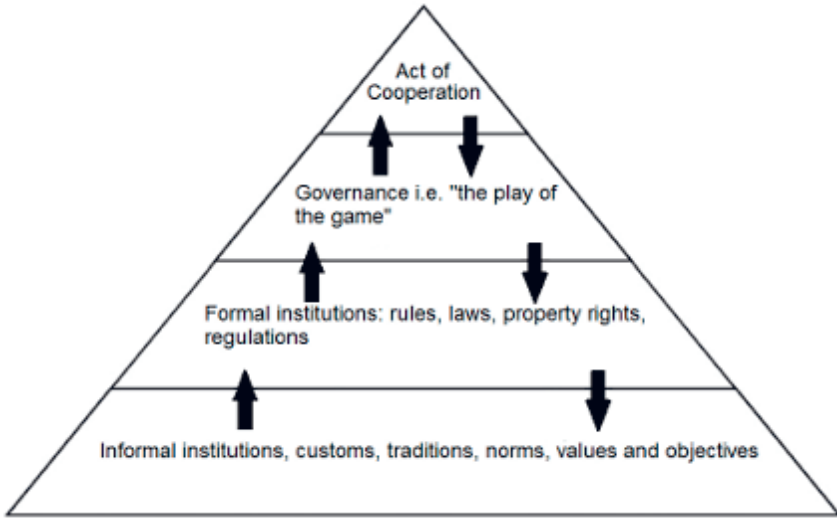 Act of
Cooperation
Governance i.e. "the play of
the game"
Formal institutions: rules, laws, property rights,
regulations
Informal institutions, customs, traditions, norms, values and objectives